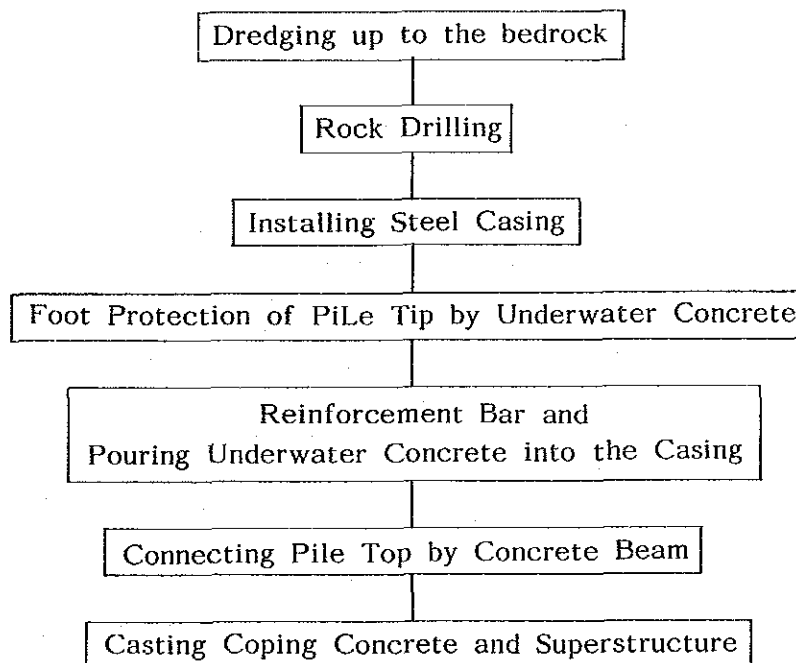 Dredging up to the bedrock
Rock Drilling
Installing Steel Casing
Foot Protection of PiLe Tip by Underwater Concrete
Reinforcement Bar and
Pouring Underwater Concrete into the Casing
Connecting Pile Top by Concrete Beam
Casting Coping Concrete and Superstructure